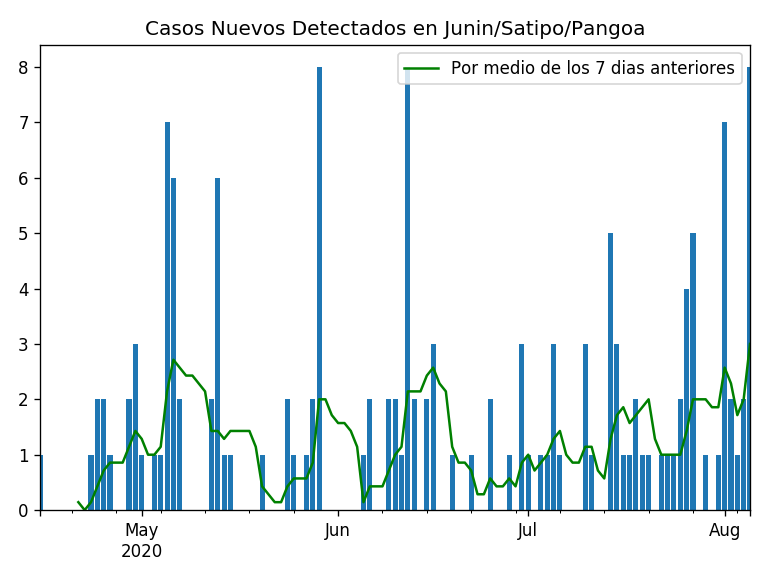 Casos Nuevos Detectados en Junin/Satipo/Pangoa
Por medio de los 7 dias anteriores
8
7
6
5
4
3
2
1
0
May
2020
Jun
Jul
Aug